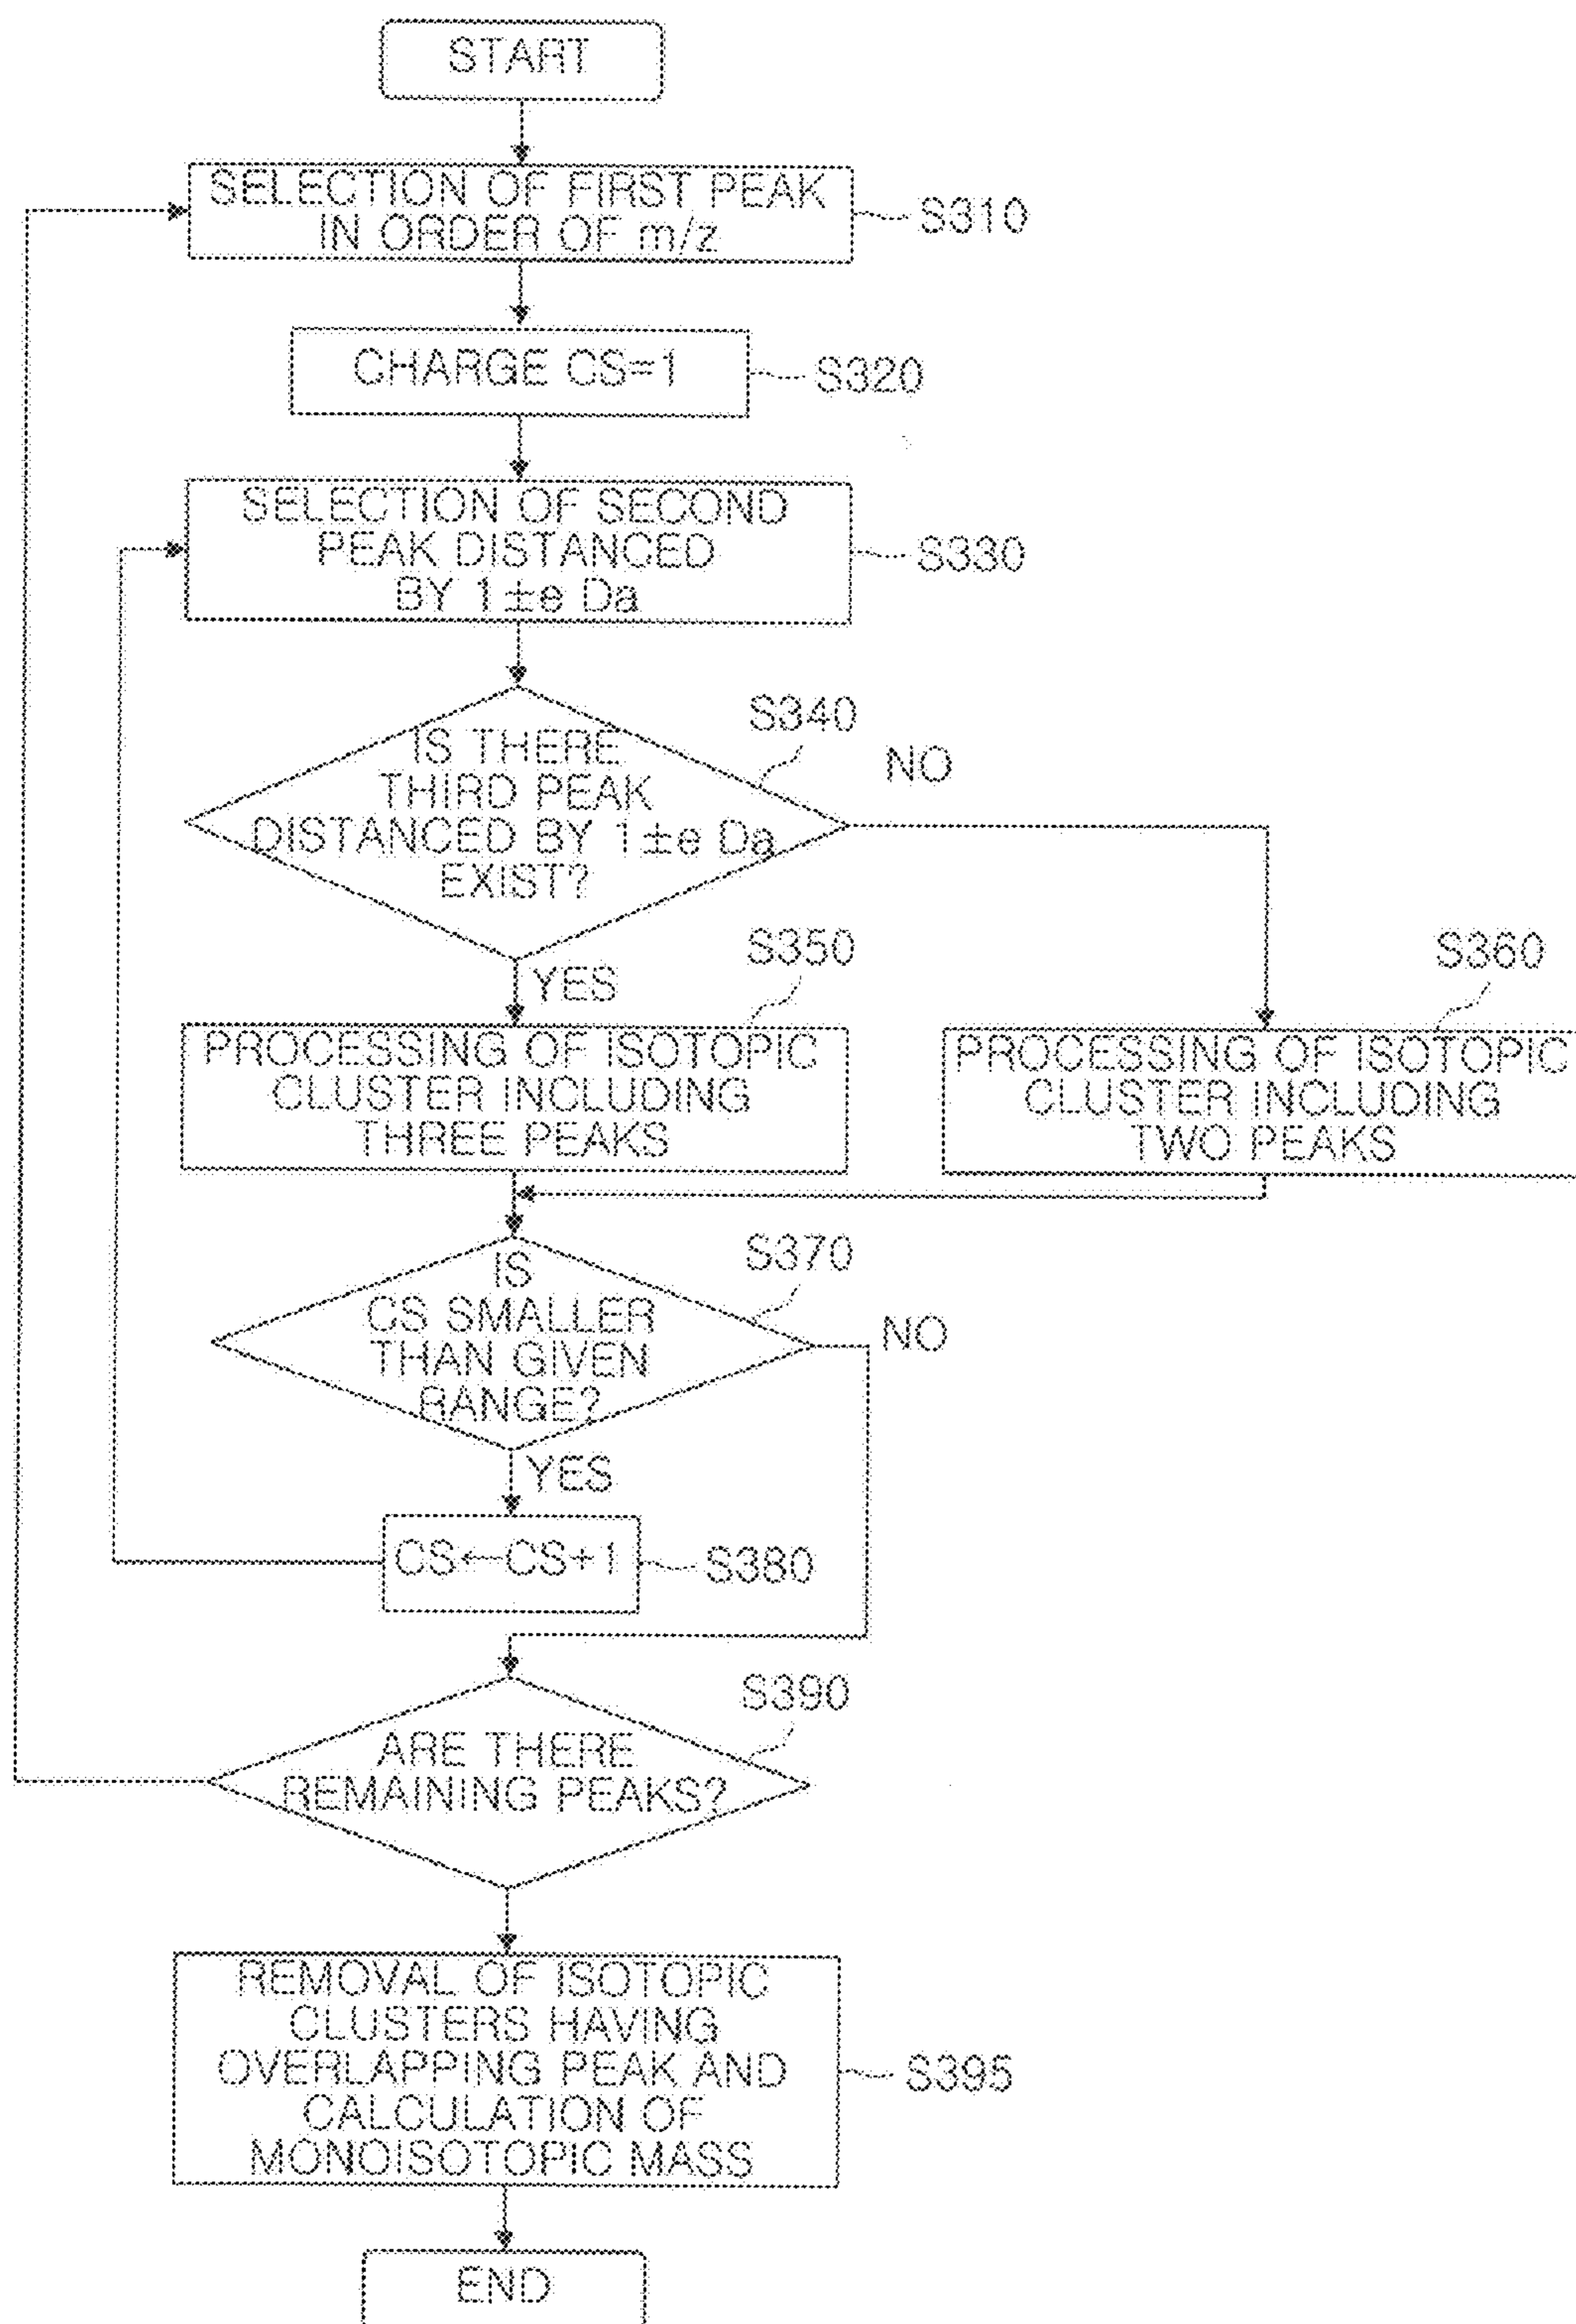 START
SELECTION OF FIRST PEAK
IN ORDER OF m/z
S310
CHARGE CS=1
S320
SELECTION OF SECOND
PEAK DISTANCED
BY 1±e Da
S330
IS THERE
THIRD PEAK
DISTANCED BY 1±e Da
EXIST?
S340
NO
YES
S350
PROCESSING OF ISOTOPIC
CLUSTER INCLUDING
THREE PEAKS
S360
PROCESSING OF ISOTOPIC
CLUSTER INCLUDING
TWO PEAKS
IS
CS SMALLER
THAN GIVEN
RANGE?
S370
NO
YES
CS←CS+1
S380
ARE THERE
REMAINING PEAKS?
S390
REMOVAL OF ISOTOPIC
CLUSTERS HAVING
OVERLAPPING PEAK AND
CALCULATION OF
MONOISOTOPIC MASS
S395
END